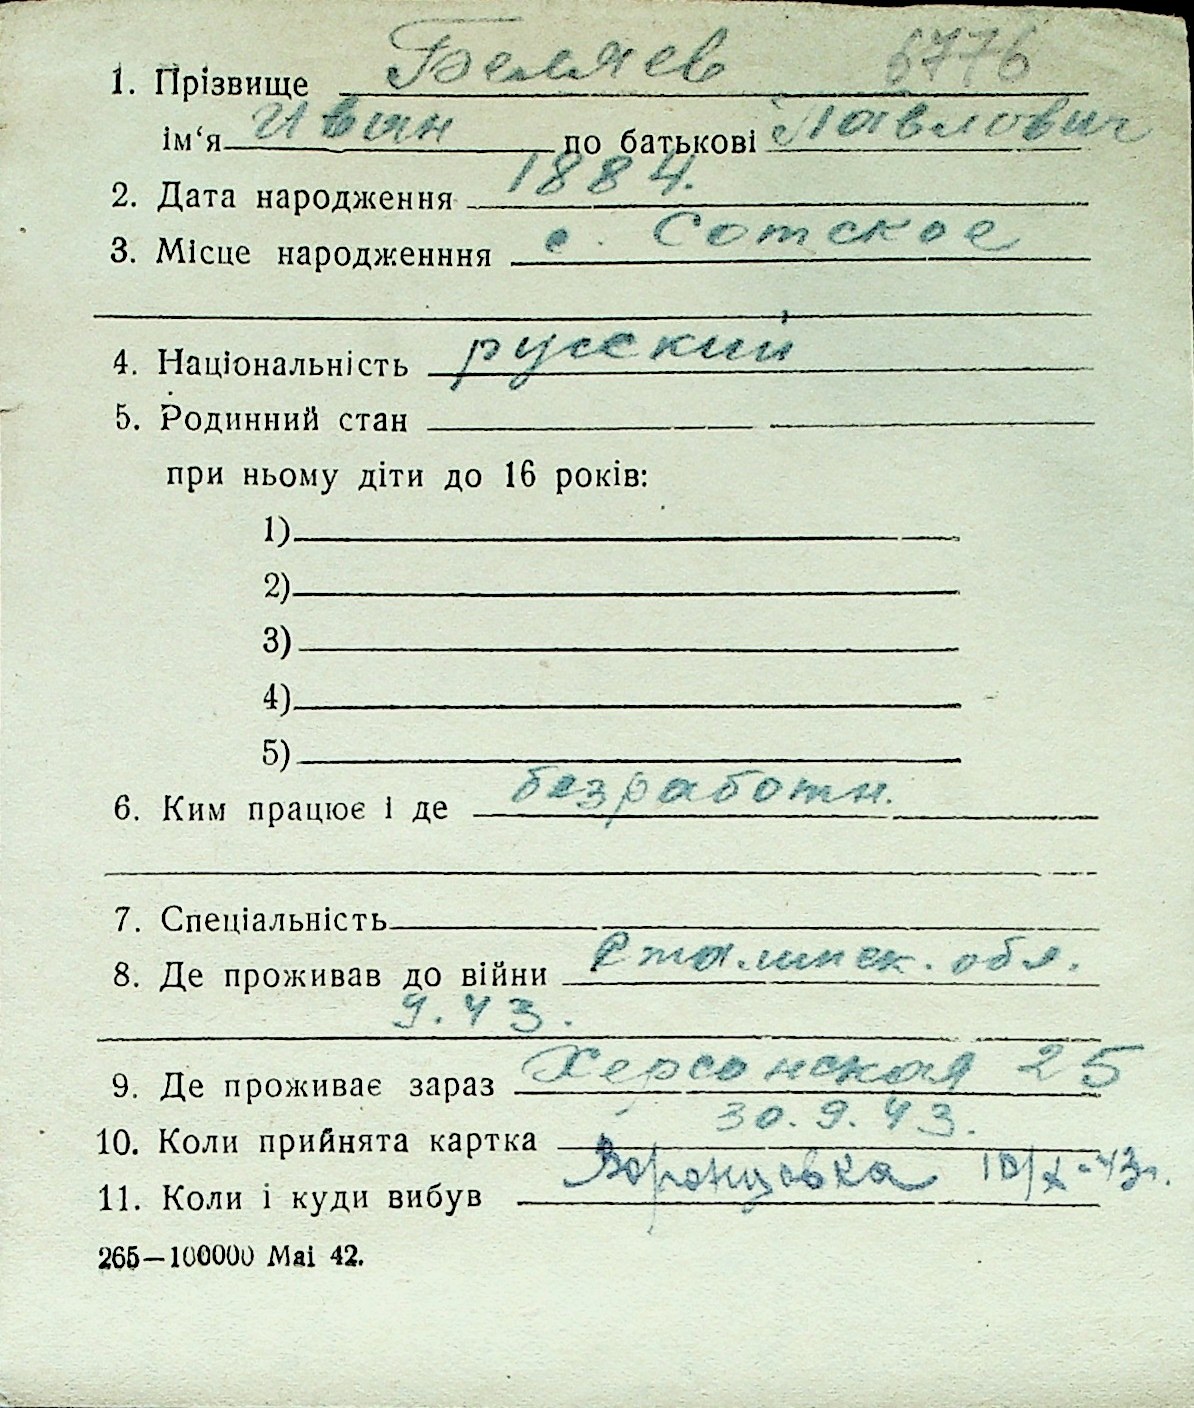 1. Прізвище Беляев 6776
ім‘я Иван по батькові Павлович
2. Дата народження 1884.
3. Місце народженння с. Сотское
4. Національність русский
5. Родинний стан
при ньому діти до 16 років:
1)
2)
3)
4)
5)
6. Ким працює і де безработн.
7. Спеціальність
8. Де проживав до війни Сталинск. обл.
9. 43.
9. Де проживає зараз Херсонская 25
10. Коли прийнята картка 30. 9. 43.
11. Коли і куди вибув Воронцовка 10/X-43г.
265—100000 Mai 42.